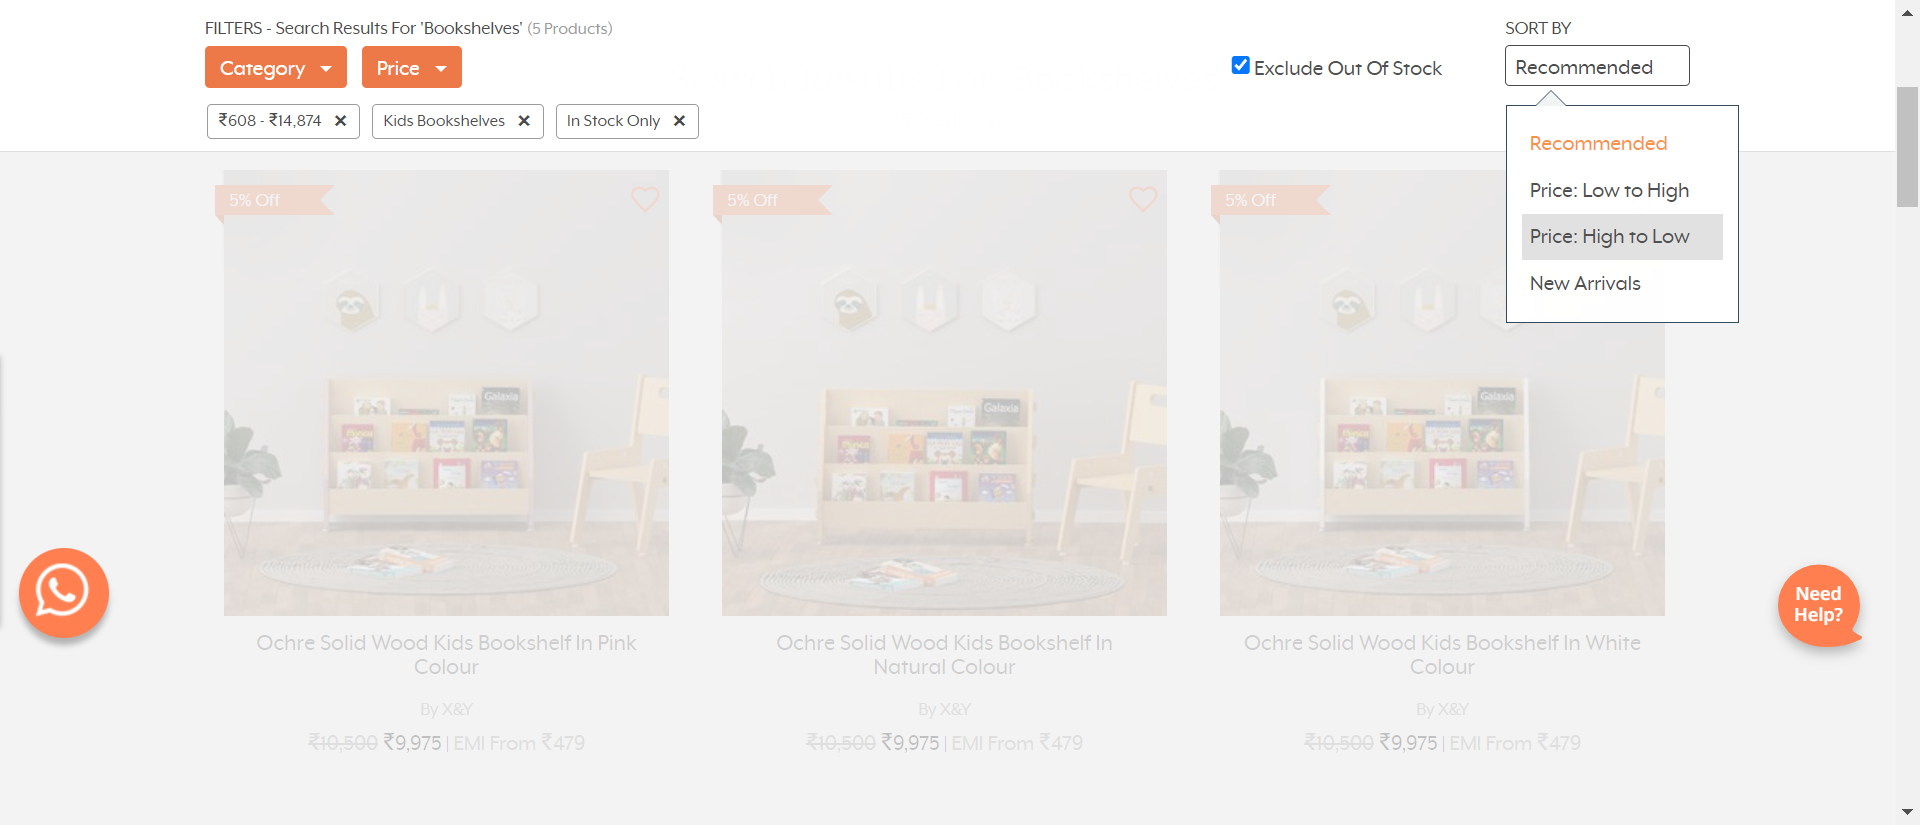 FILTERS - Search Results For 'Bookshelves' (5 Products)
SORT BY
Category
Price
Exclude Out Of Stock
Recommended
₹608 - ₹14,874 ✕
Kids Bookshelves ✕
In Stock Only ✕
Recommended
Price: Low to High
Price: High to Low
New Arrivals
5% Off
5% Off
5% Off
Galaxia
Galaxia
Need
Help?
Ochre Solid Wood Kids Bookshelf In Pink
Colour
By X&Y
₹10,500 ₹9,975 | EMI From ₹479
Ochre Solid Wood Kids Bookshelf In
Natural Colour
By X&Y
₹10,500 ₹9,975 | EMI From ₹479
Ochre Solid Wood Kids Bookshelf In White
Colour
By X&Y
₹10,500 ₹9,975 | EMI From ₹479